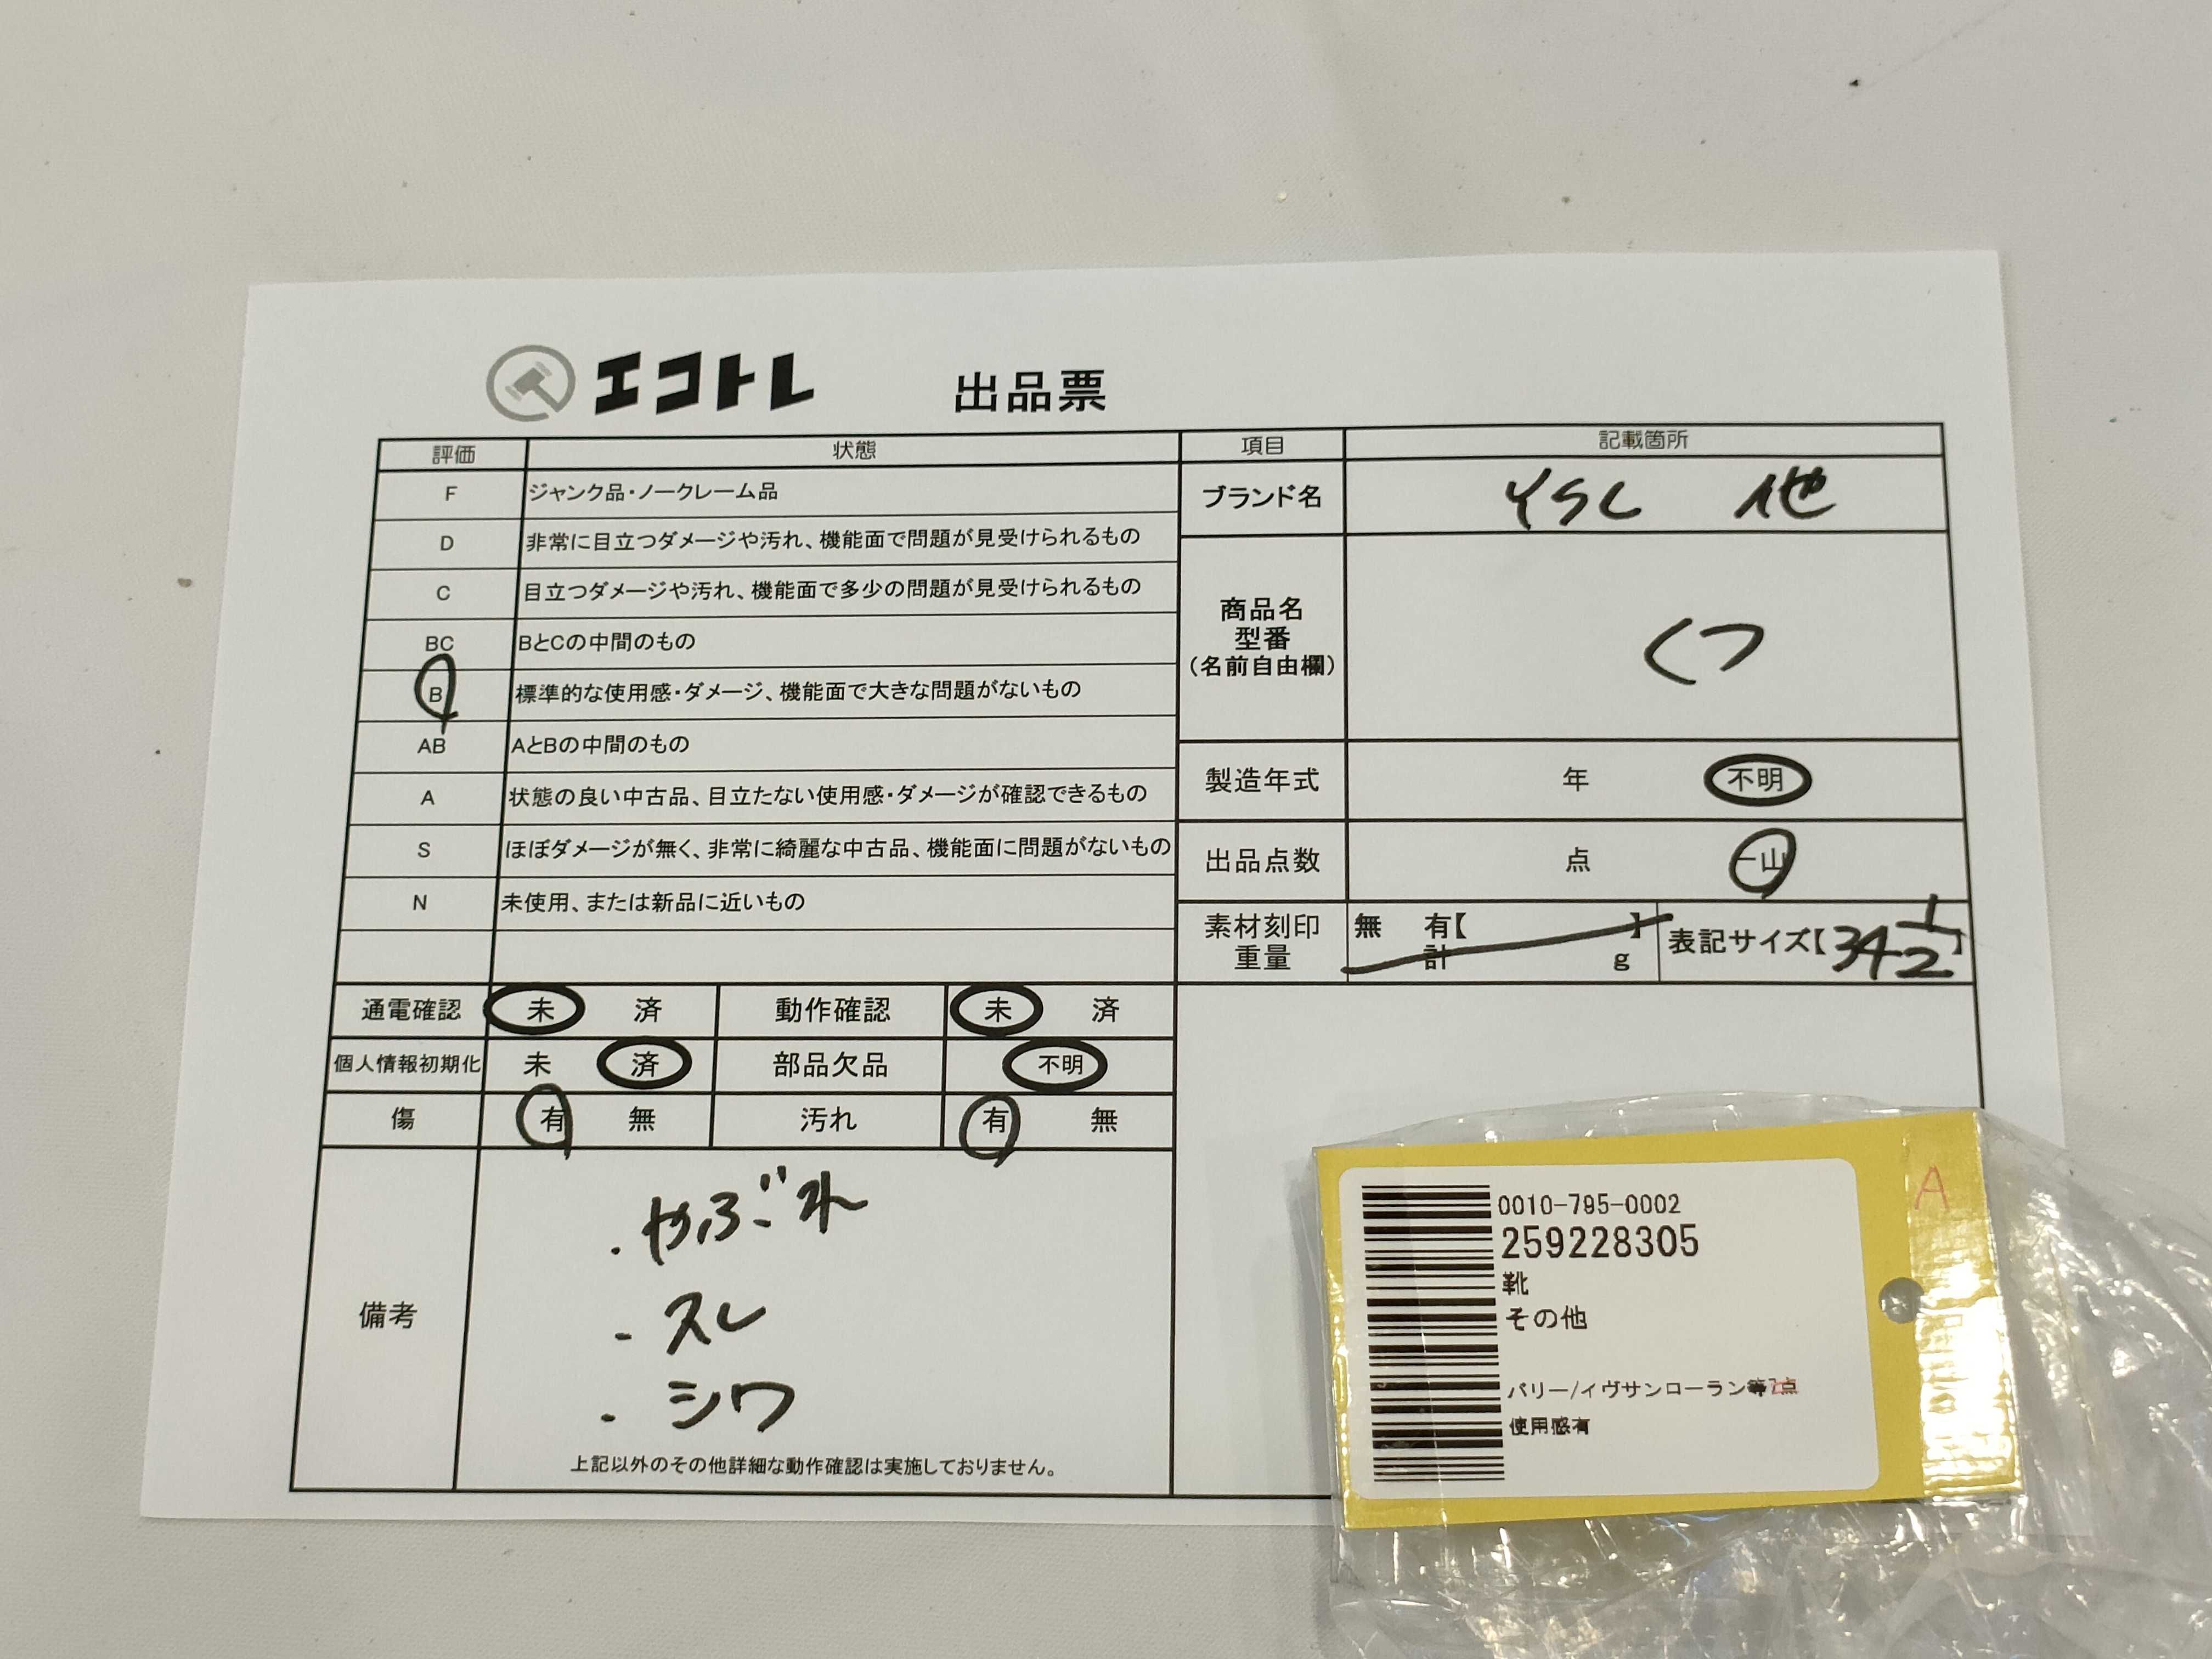 エコトレ 出品票
評価 状態 項目 記載箇所
F ジャンク品・ノークレーム品
D 非常に目立つダメージや汚れ、機能面で問題が見受けられるもの
C 目立つダメージや汚れ、機能面で多少の問題が見受けられるもの
BC BとCの中間のもの
B 標準的な使用感・ダメージ、機能面で大きな問題がないもの
AB AとBの中間のもの
A 状態の良い中古品、目立たない使用感・ダメージが確認できるもの
S ほぼダメージが無く、非常に綺麗な中古品、機能面に問題がないもの
N 未使用、または新品に近いもの
ブランド名 YSL 他
商品名
型番
(名前自由欄)
くつ
製造年式 年 不明
出品点数 点 一山
素材刻印 無 有【 】
重量 計 g
表記サイズ【34 1/2】
通電確認 未 済 動作確認 未 済
個人情報初期化 未 済 部品欠品 不明
傷 有 無 汚れ 有 無
備考
・やぶれ
・スレ
・シワ
上記以外のその他詳細な動作確認は実施しておりません。
A
0010-795-0002
259228305
靴
その他
バリー/イヴサンローラン等 点
使用感有